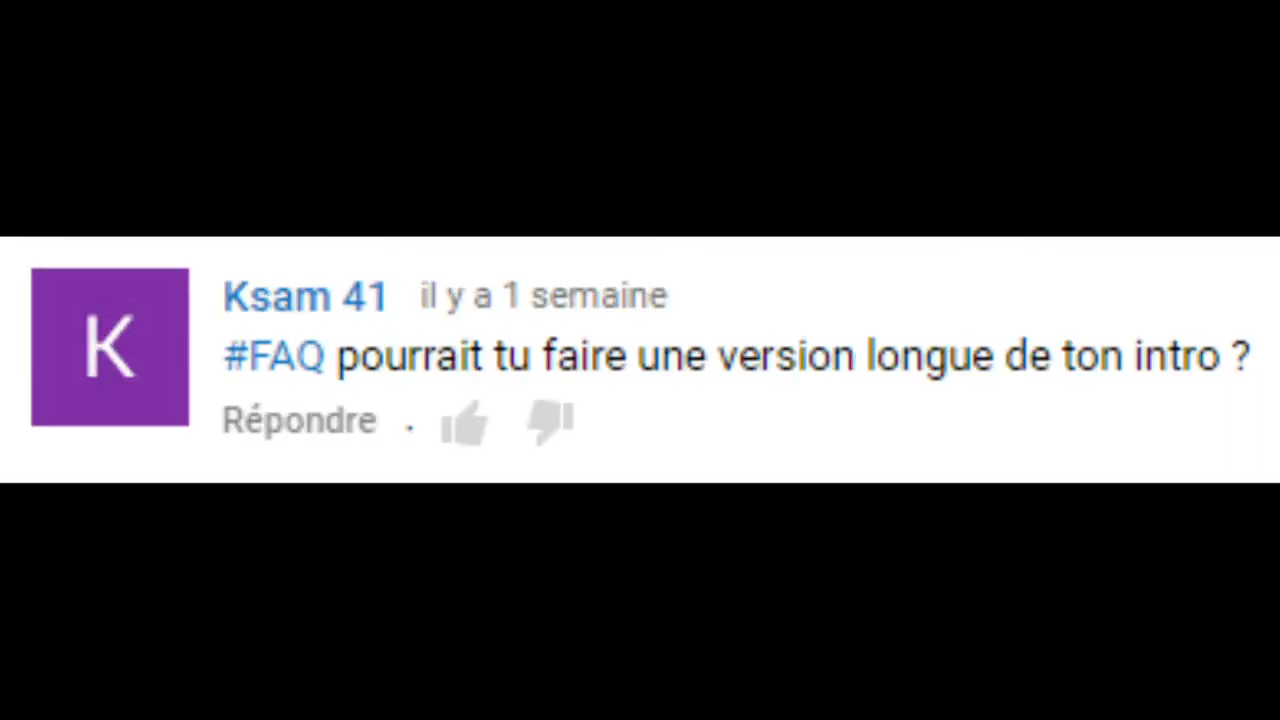 K
Ksam 41 il y a 1 semaine
#FAQ pourrait tu faire une version longue de ton intro ?
Répondre .